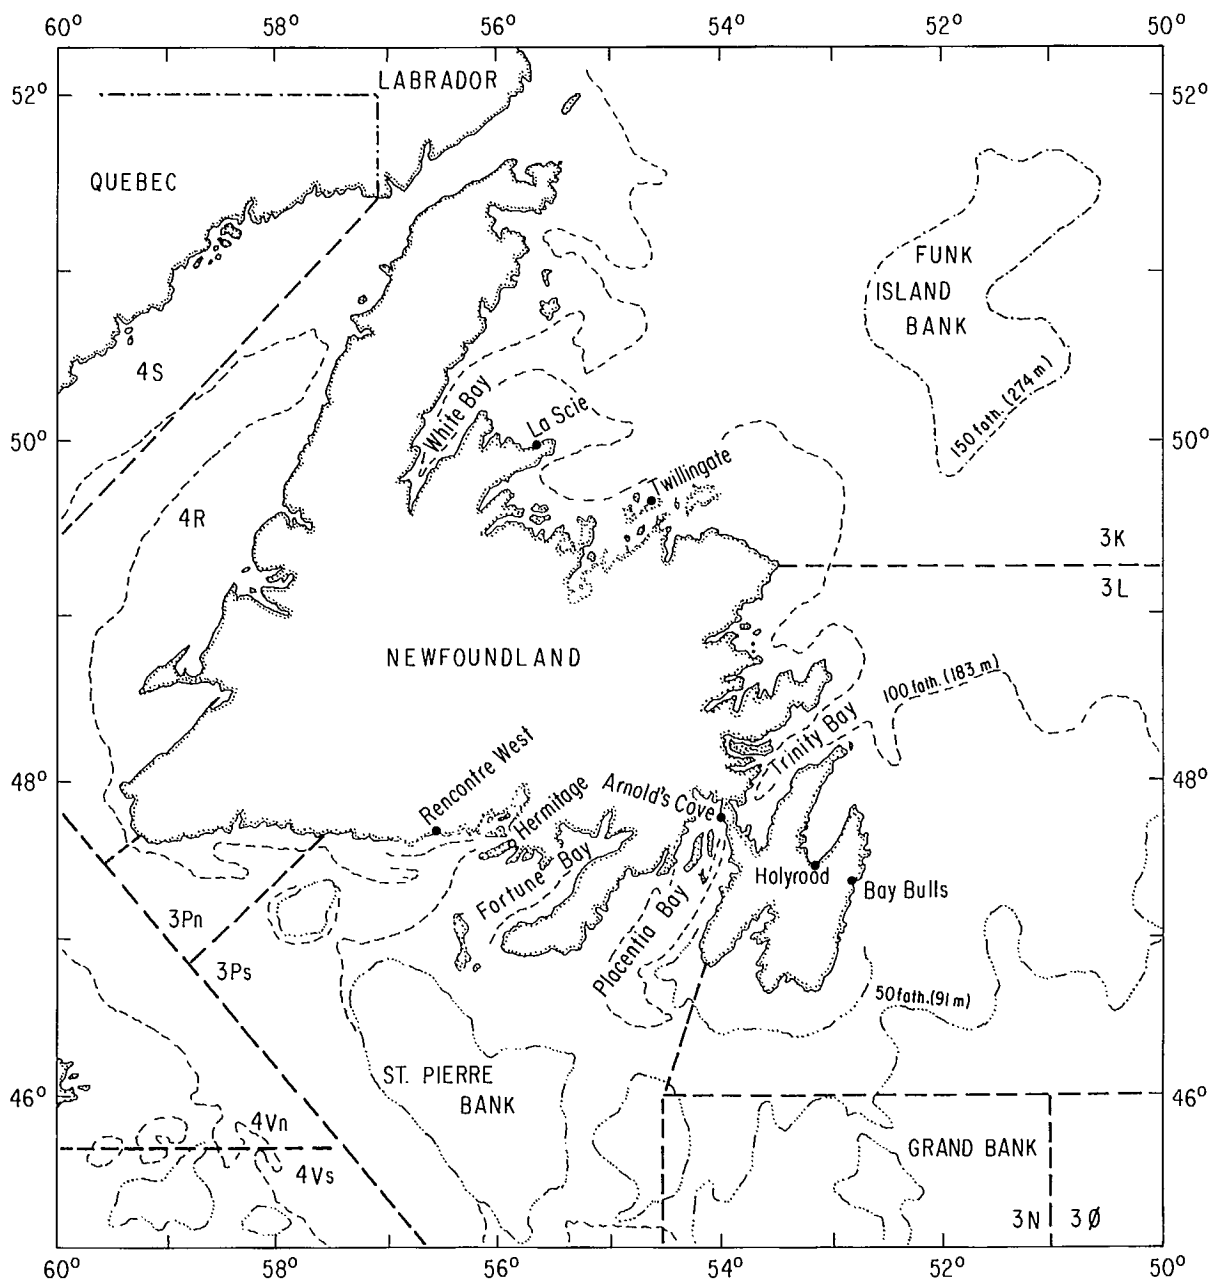 60° 58° 56° 54° 52° 50°
LABRADOR
52° 52°
QUEBEC
FUNK
ISLAND
BANK
4S
150 fath. (274 m)
White Bay
La Scie
50° 50°
Twillingate
4R
3K
3L
NEWFOUNDLAND
100 fath. (183 m)
Trinity Bay
Rencontre West
48° 48°
Hermitage
Arnold's Cove
Fortune Bay
Holyrood
Bay Bulls
Placentia Bay
3Pn
3Ps
50 fath. (91 m)
ST. PIERRE
BANK
46° 46°
4Vn
GRAND BANK
4Vs
3N 3Ø
60° 58° 56° 54° 52° 50°